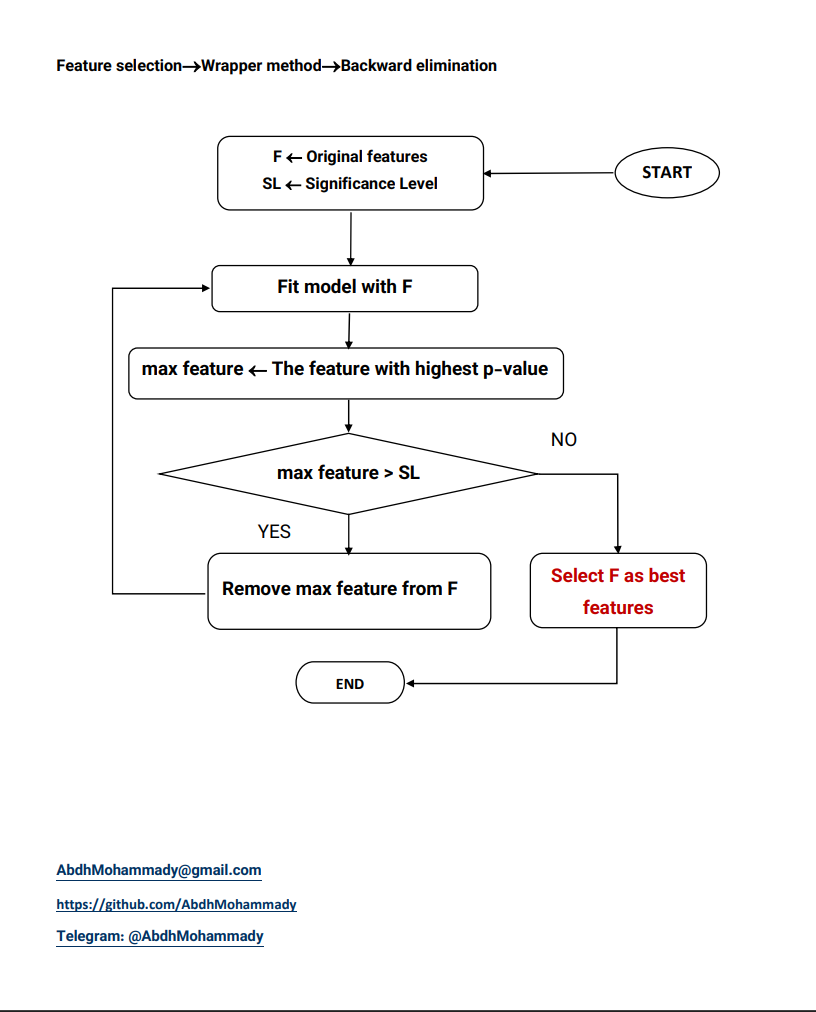 Feature selection→Wrapper method→Backward elimination
F ← Original features
SL ← Significance Level
START
Fit model with F
max feature ← The feature with highest p-value
NO
max feature > SL
YES
Remove max feature from F
Select F as best
features
END
AbdhMohammady@gmail.com
https://github.com/AbdhMohammady
Telegram: @AbdhMohammady